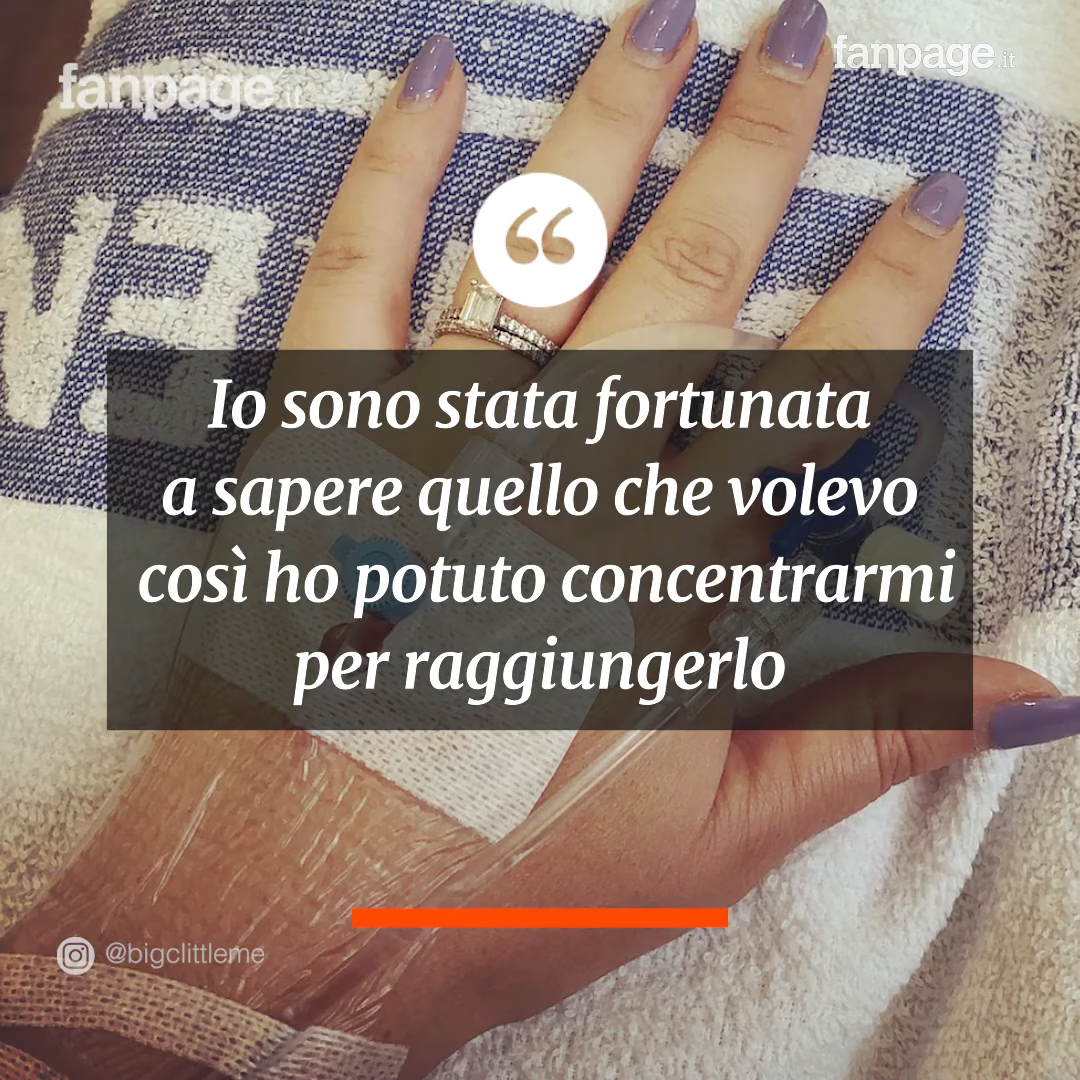 fanpage.it
fanpage.it
Io sono stata fortunata
a sapere quello che volevo
così ho potuto concentrarmi
per raggiungerlo
@bigclittleme